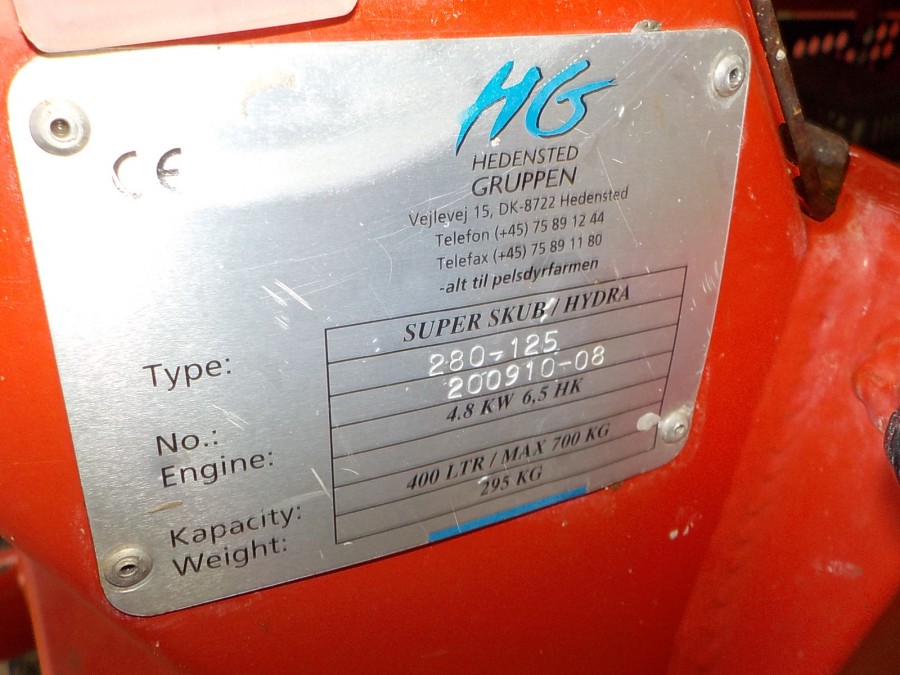 CE
HG
HEDENSTED
GRUPPEN
Vejlevej 15, DK-8722 Hedensted
Telefon (+45) 75 89 12 44
Telefax (+45) 75 89 11 80
-alt til pelsdyrfarmen
Type: SUPER SKUB / HYDRA
280-125
No.: 200910-08
Engine: 4.8 KW 6,5 HK
Kapacity: 400 LTR / MAX 700 KG
Weight: 295 KG